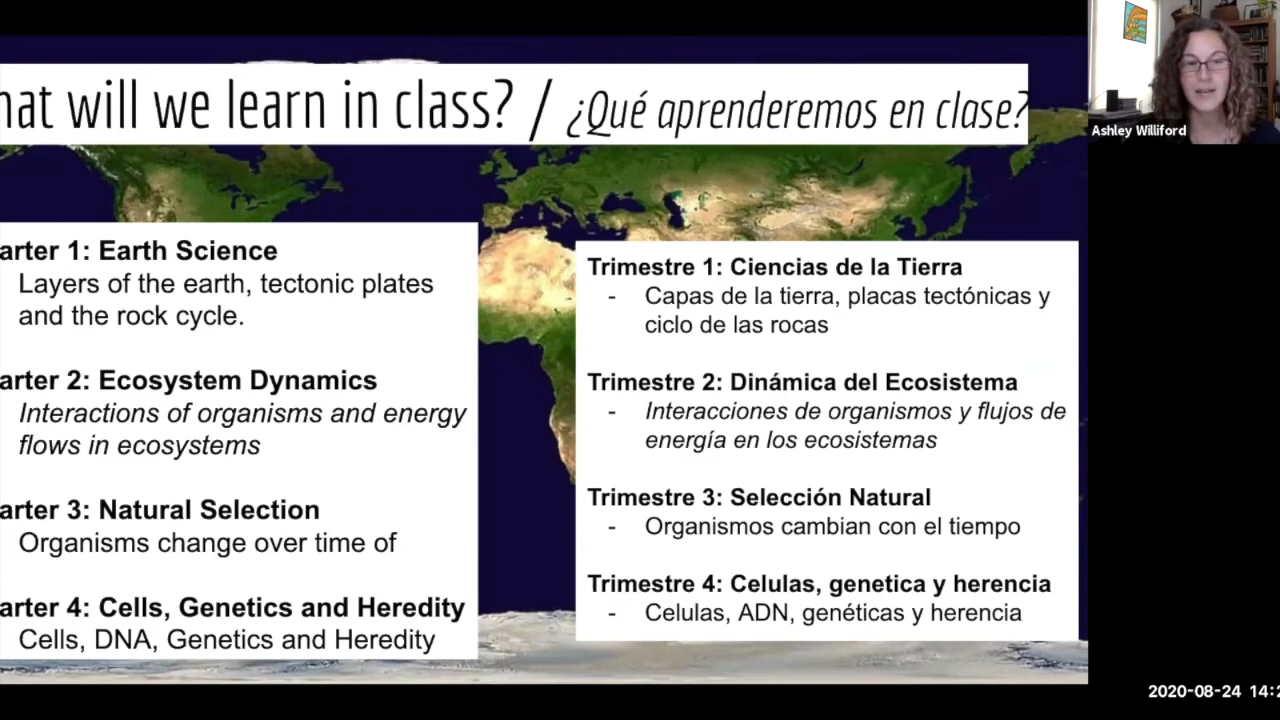 hat will we learn in class? / ¿Qué aprenderemos en clase?
Ashley Williford
arter 1: Earth Science
Layers of the earth, tectonic plates
and the rock cycle.
arter 2: Ecosystem Dynamics
Interactions of organisms and energy
flows in ecosystems
arter 3: Natural Selection
Organisms change over time of
arter 4: Cells, Genetics and Heredity
Cells, DNA, Genetics and Heredity
Trimestre 1: Ciencias de la Tierra
- Capas de la tierra, placas tectónicas y
ciclo de las rocas
Trimestre 2: Dinámica del Ecosistema
- Interacciones de organismos y flujos de
energía en los ecosistemas
Trimestre 3: Selección Natural
- Organismos cambian con el tiempo
Trimestre 4: Celulas, genetica y herencia
- Celulas, ADN, genéticas y herencia
2020-08-24 14:2